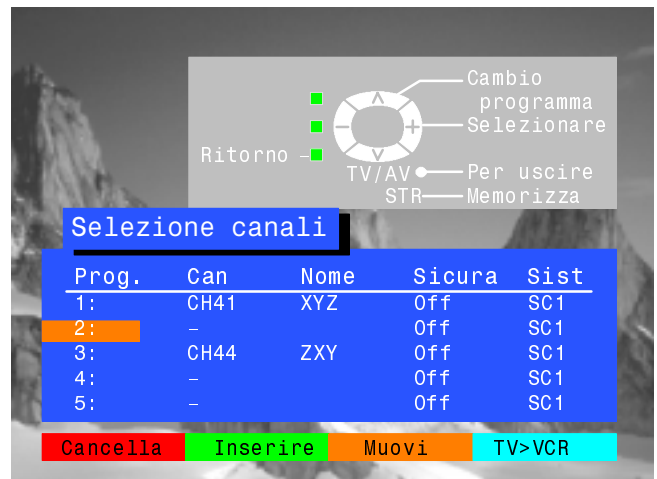 Cambio
programma
Selezionare
Ritorno
TV/AV Per uscire
STR Memorizza
Selezione canali
Prog. Can Nome Sicura Sist
1: CH41 XYZ Off SC1
2: – Off SC1
3: CH44 ZXY Off SC1
4: – Off SC1
5: – Off SC1
Cancella Inserire Muovi TV>VCR